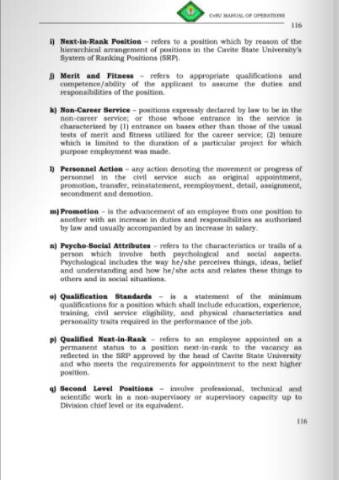 CvSU MANUAL OF OPERATIONS
116
i) Next-in-Rank Position – refers to a position which by reason of the
hierarchical arrangement of positions in the Cavite State University's
System of Ranking Positions (SRP).
j) Merit and Fitness – refers to appropriate qualifications and
competence/ability of the applicant to assume the duties and
responsibilities of the position.
k) Non-Career Service – positions expressly declared by law to be in the
non-career service; or those whose entrance in the service is
characterized by (1) entrance on bases other than those of the usual
tests of merit and fitness utilized for the career service; (2) tenure
which is limited to the duration of a particular project for which
purpose employment was made.
l) Personnel Action – any action denoting the movement or progress of
personnel in the civil service such as original appointment,
promotion, transfer, reinstatement, reemployment, detail, assignment,
secondment and demotion.
m) Promotion – is the advancement of an employee from one position to
another with an increase in duties and responsibilities as authorized
by law and usually accompanied by an increase in salary.
n) Psycho-Social Attributes – refers to the characteristics or trails of a
person which involve both psychological and social aspects.
Psychological includes the way he/she perceives things, ideas, belief
and understanding and how he/she acts and relates these things to
others and in social situations.
o) Qualification Standards – is a statement of the minimum
qualifications for a position which shall include education, experience,
training, civil service eligibility, and physical characteristics and
personality traits required in the performance of the job.
p) Qualified Next-in-Rank – refers to an employee appointed on a
permanent status to a position next-in-rank to the vacancy as
reflected in the SRP approved by the head of Cavite State University
and who meets the requirements for appointment to the next higher
position.
q) Second Level Positions – involve professional, technical and
scientific work in a non-supervisory or supervisory capacity up to
Division chief level or its equivalent.
116